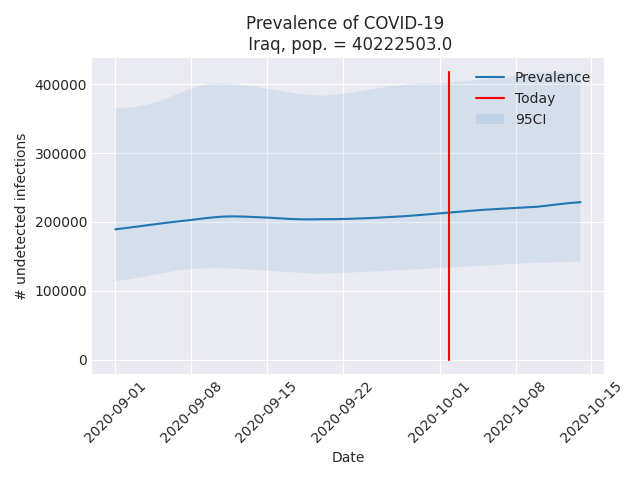 Prevalence of COVID-19
Iraq, pop. = 40222503.0
Prevalence
Today
95CI
400000
300000
200000
100000
0
# undetected infections
2020-09-01
2020-09-08
2020-09-15
2020-09-22
2020-10-01
2020-10-08
2020-10-15
Date